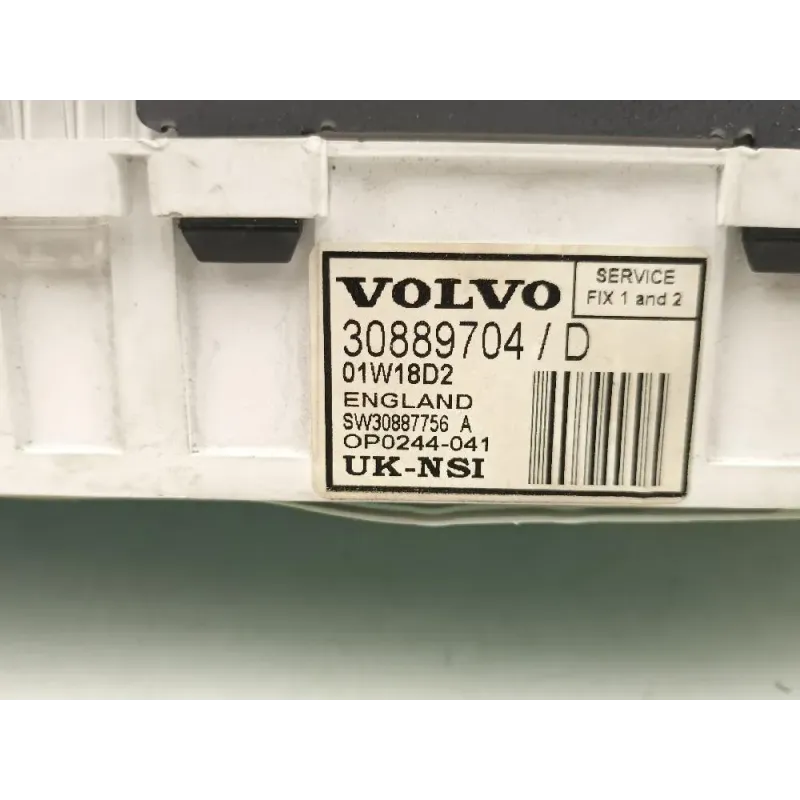 VOLVO
SERVICE
FIX 1 and 2
30889704 / D
01W18D2
ENGLAND
SW30887756 A
OP0244-041
UK-NSI